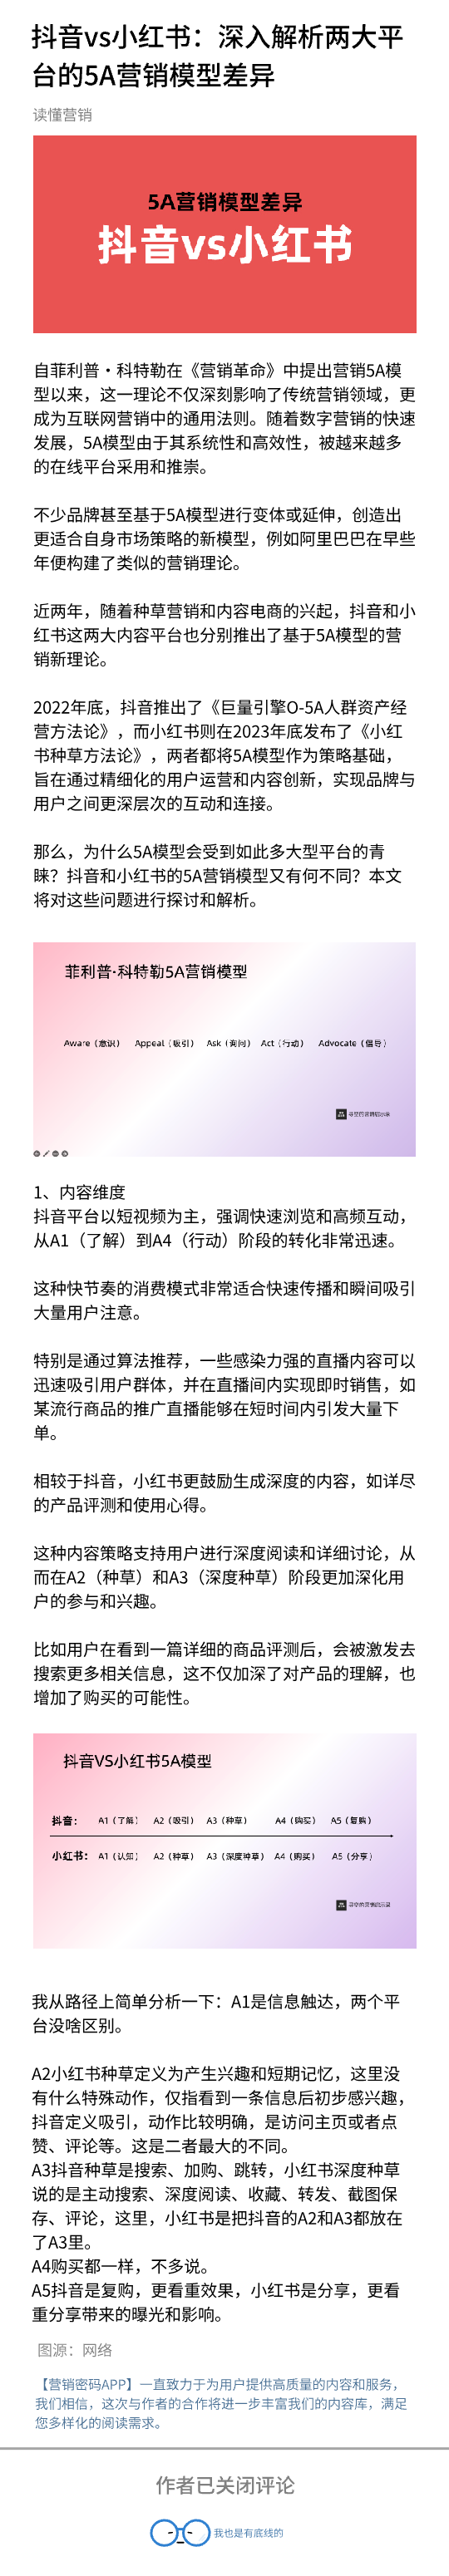 抖音vs小红书：深入解析两大平
台的5A营销模型差异
读懂营销
5A营销模型差异
抖音vs小红书
自菲利普·科特勒在《营销革命》中提出营销5A模
型以来，这一理论不仅深刻影响了传统营销领域，更
成为互联网营销中的通用法则。随着数字营销的快速
发展，5A模型由于其系统性和高效性，被越来越多
的在线平台采用和推崇。
不少品牌甚至基于5A模型进行变体或延伸，创造出
更适合自身市场策略的新模型，例如阿里巴巴在早些
年便构建了类似的营销理论。
近两年，随着种草营销和内容电商的兴起，抖音和小
红书这两大内容平台也分别推出了基于5A模型的营
销新理论。
2022年底，抖音推出了《巨量引擎O-5A人群资产经
营方法论》，而小红书则在2023年底发布了《小红
书种草方法论》，两者都将5A模型作为策略基础，
旨在通过精细化的用户运营和内容创新，实现品牌与
用户之间更深层次的互动和连接。
那么，为什么5A模型会受到如此多大型平台的青
睐？抖音和小红书的5A营销模型又有何不同？本文
将对这些问题进行探讨和解析。
菲利普·科特勒5A营销模型
Aware（意识） Appeal（吸引） Ask（询问） Act（行动） Advocate（倡导）
1、内容维度
抖音平台以短视频为主，强调快速浏览和高频互动，
从A1（了解）到A4（行动）阶段的转化非常迅速。
这种快节奏的消费模式非常适合快速传播和瞬间吸引
大量用户注意。
特别是通过算法推荐，一些感染力强的直播内容可以
迅速吸引用户群体，并在直播间内实现即时销售，如
某流行商品的推广直播能够在短时间内引发大量下
单。
相较于抖音，小红书更鼓励生成深度的内容，如详尽
的产品评测和使用心得。
这种内容策略支持用户进行深度阅读和详细讨论，从
而在A2（种草）和A3（深度种草）阶段更加深化用
户的参与和兴趣。
比如用户在看到一篇详细的商品评测后，会被激发去
搜索更多相关信息，这不仅加深了对产品的理解，也
增加了购买的可能性。
抖音VS小红书5A模型
抖音： A1（了解） A2（吸引） A3（种草） A4（购买） A5（复购）
小红书： A1（认知） A2（种草） A3（深度种草） A4（购买） A5（分享）
我从路径上简单分析一下：A1是信息触达，两个平
台没啥区别。
A2小红书种草定义为产生兴趣和短期记忆，这里没
有什么特殊动作，仅指看到一条信息后初步感兴趣，
抖音定义吸引，动作比较明确，是访问主页或者点
赞、评论等。这是二者最大的不同。
A3抖音种草是搜索、加购、跳转，小红书深度种草
说的是主动搜索、深度阅读、收藏、转发、截图保
存、评论，这里，小红书是把抖音的A2和A3都放在
了A3里。
A4购买都一样，不多说。
A5抖音是复购，更看重效果，小红书是分享，更看
重分享带来的曝光和影响。
图源：网络
【营销密码APP】一直致力于为用户提供高质量的内容和服务，
我们相信，这次与作者的合作将进一步丰富我们的内容库，满足
您多样化的阅读需求。
作者已关闭评论
我也是有底线的